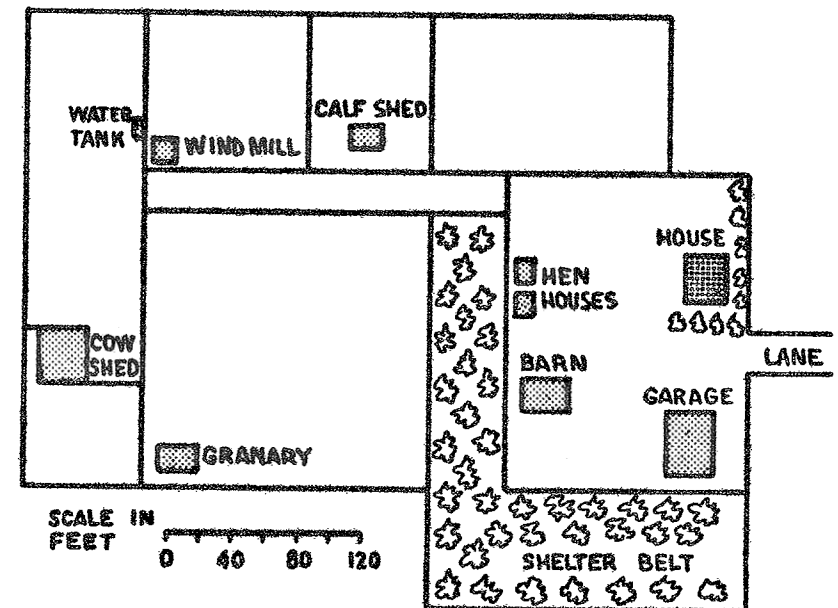 WATER
TANK
WIND MILL
CALF SHED
HOUSE
HEN
HOUSES
COW
SHED
LANE
BARN
GARAGE
GRANARY
SCALE IN
FEET
0 40 80 120
SHELTER BELT